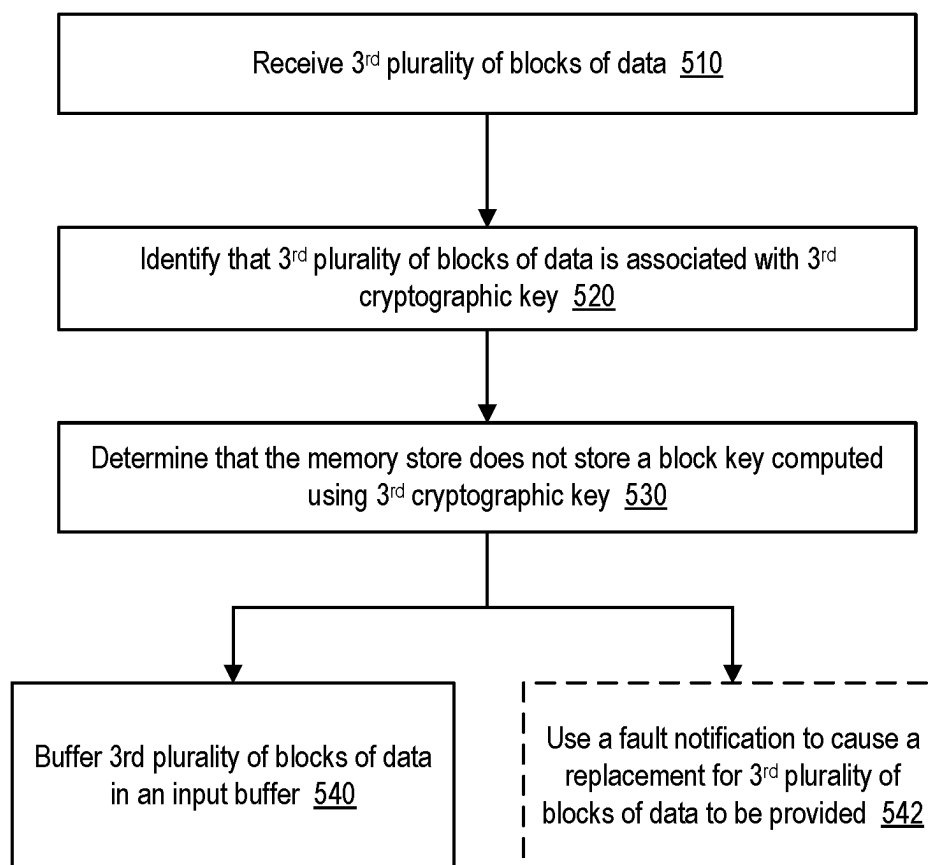 Receive 3rd plurality of blocks of data 510
Identify that 3rd plurality of blocks of data is associated with 3rd
cryptographic key 520
Determine that the memory store does not store a block key computed
using 3rd cryptographic key 530
Buffer 3rd plurality of blocks of data
in an input buffer 540
Use a fault notification to cause a
replacement for 3rd plurality of
blocks of data to be provided 542